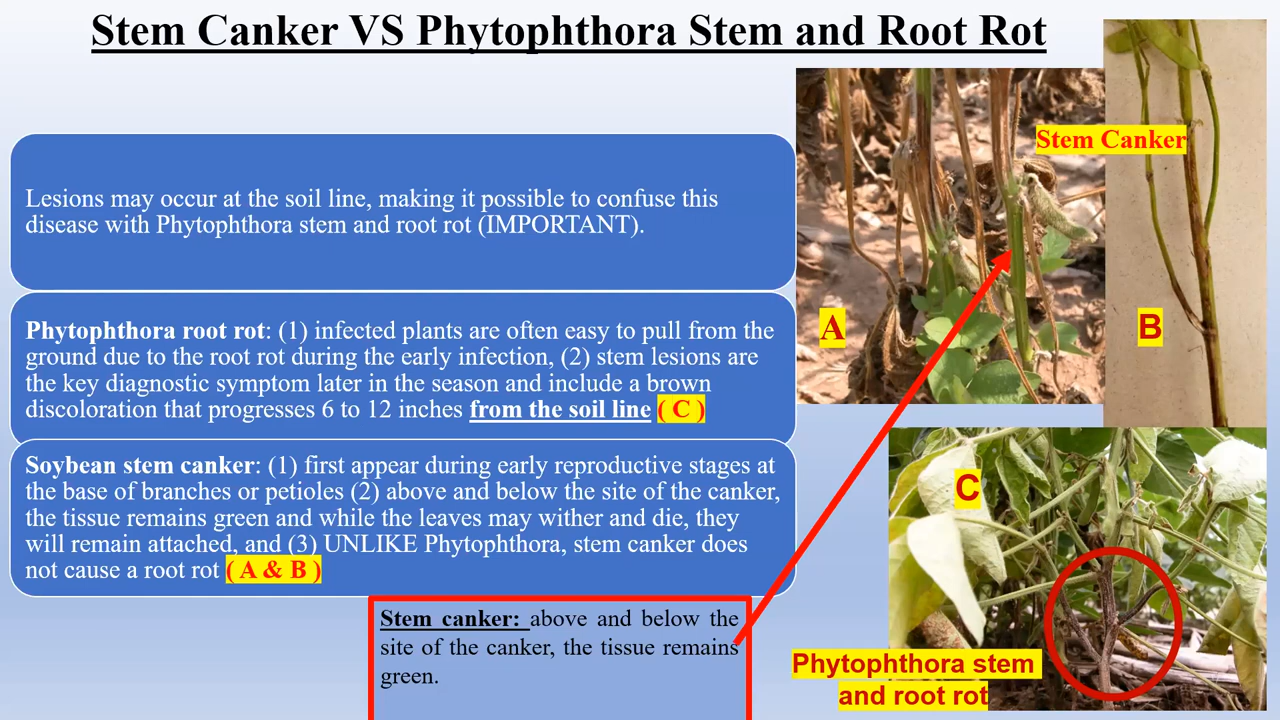 Stem Canker VS Phytophthora Stem and Root Rot
Lesions may occur at the soil line, making it possible to confuse this
disease with Phytophthora stem and root rot (IMPORTANT).
Phytophthora root rot: (1) infected plants are often easy to pull from the
ground due to the root rot during the early infection, (2) stem lesions are
the key diagnostic symptom later in the season and include a brown
discoloration that progresses 6 to 12 inches from the soil line ( C )
Soybean stem canker: (1) first appear during early reproductive stages at
the base of branches or petioles (2) above and below the site of the canker,
the tissue remains green and while the leaves may wither and die, they
will remain attached, and (3) UNLIKE Phytophthora, stem canker does
not cause a root rot ( A & B )
Stem canker: above and below the
site of the canker, the tissue remains
green.
Stem Canker
A
B
C
Phytophthora stem
and root rot